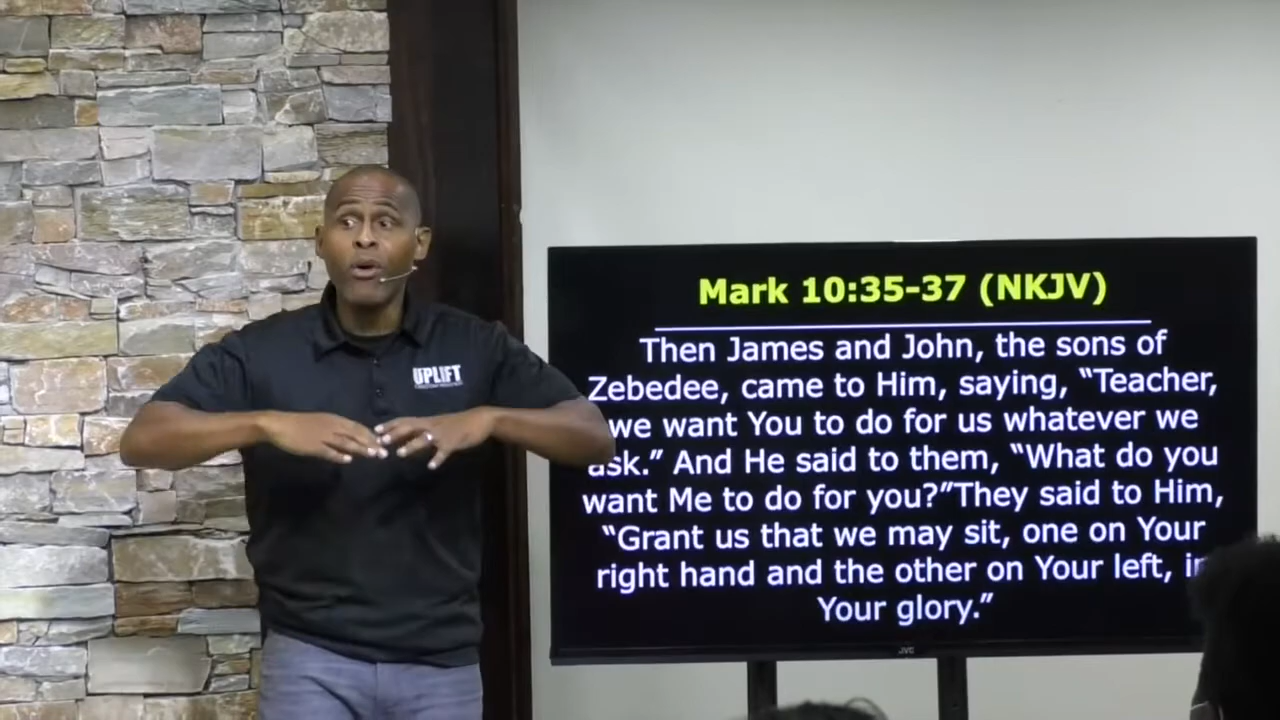 UPLIFT
Mark 10:35-37 (NKJV)
Then James and John, the sons of
Zebedee, came to Him, saying, “Teacher,
we want You to do for us whatever we
ask.” And He said to them, “What do you
want Me to do for you?”They said to Him,
“Grant us that we may sit, one on Your
right hand and the other on Your left, in
Your glory.”
JVC